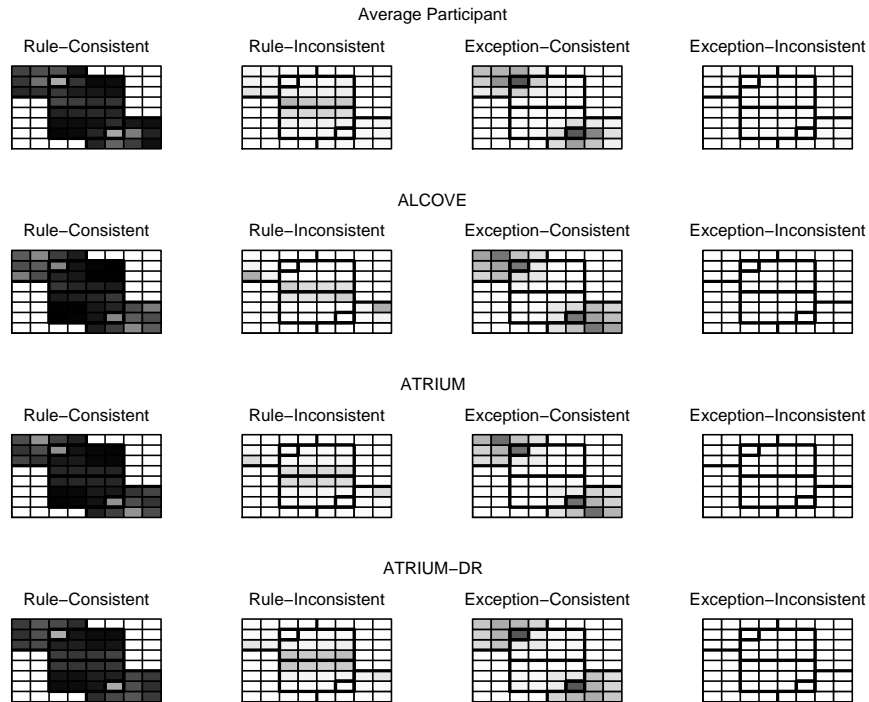 Average Participant
Rule−Consistent Rule−Inconsistent Exception−Consistent Exception−Inconsistent
ALCOVE
Rule−Consistent Rule−Inconsistent Exception−Consistent Exception−Inconsistent
ATRIUM
Rule−Consistent Rule−Inconsistent Exception−Consistent Exception−Inconsistent
ATRIUM−DR
Rule−Consistent Rule−Inconsistent Exception−Consistent Exception−Inconsistent